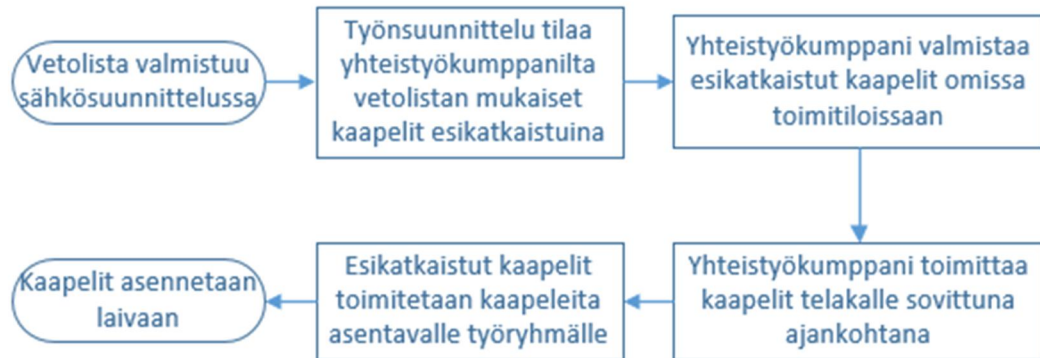 Vetolista valmistuu
sähkösuunnittelussa
Työnsuunnittelu tilaa
yhteistyökumppanilta
vetolistan mukaiset
kaapelit esikatkaistuina
Yhteistyökumppani valmistaa
esikatkaistut kaapelit omissa
toimitiloissaan
Yhteistyökumppani toimittaa
kaapelit telakalle sovittuna
ajankohtana
Esikatkaistut kaapelit
toimitetaan kaapeleita
asentavalle työryhmälle
Kaapelit asennetaan
laivaan